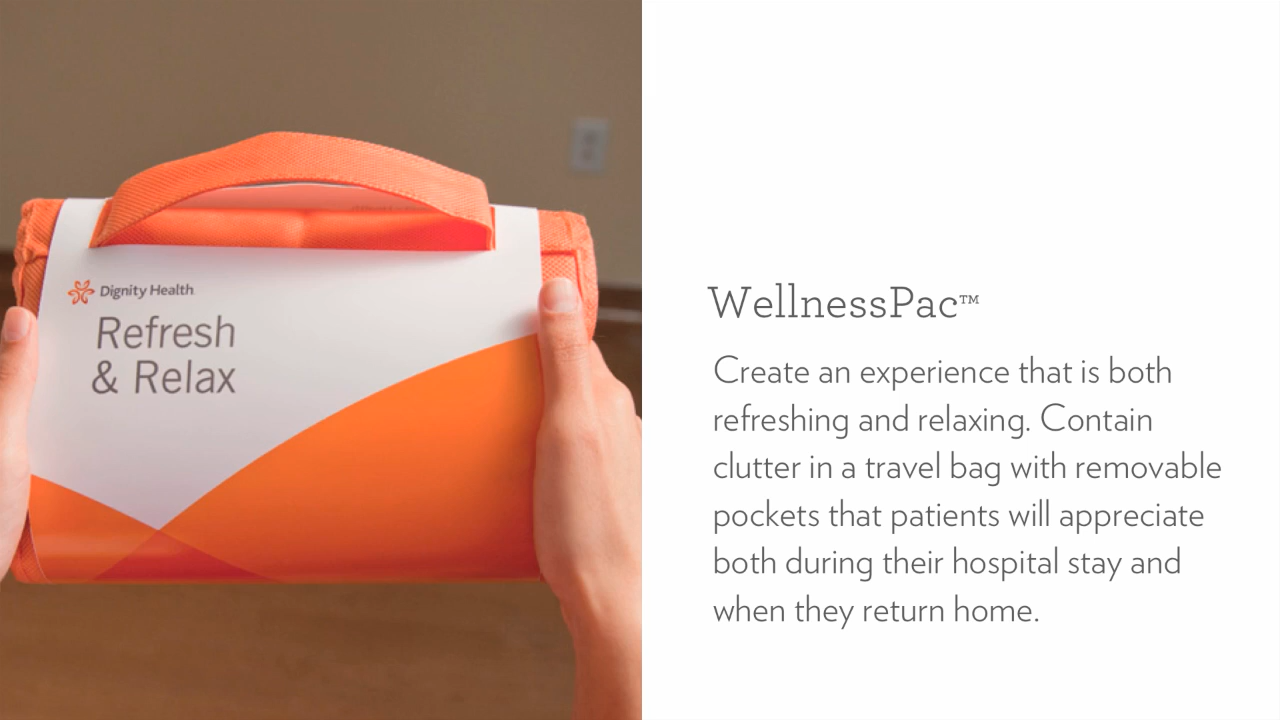 Dignity Health
Refresh
& Relax
WellnessPac™
Create an experience that is both
refreshing and relaxing. Contain
clutter in a travel bag with removable
pockets that patients will appreciate
both during their hospital stay and
when they return home.